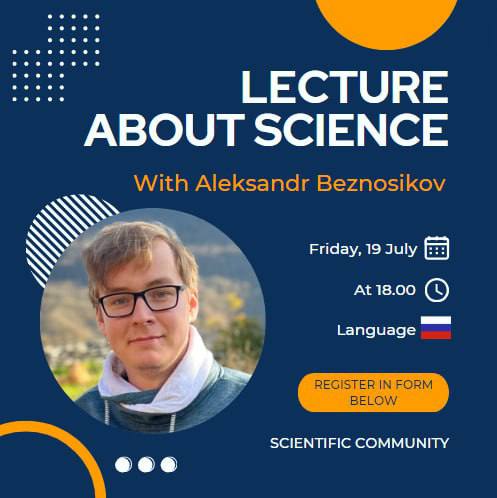 LECTURE
ABOUT SCIENCE
With Aleksandr Beznosikov
Friday, 19 July
At 18.00
Language
REGISTER IN FORM
BELOW
SCIENTIFIC COMMUNITY